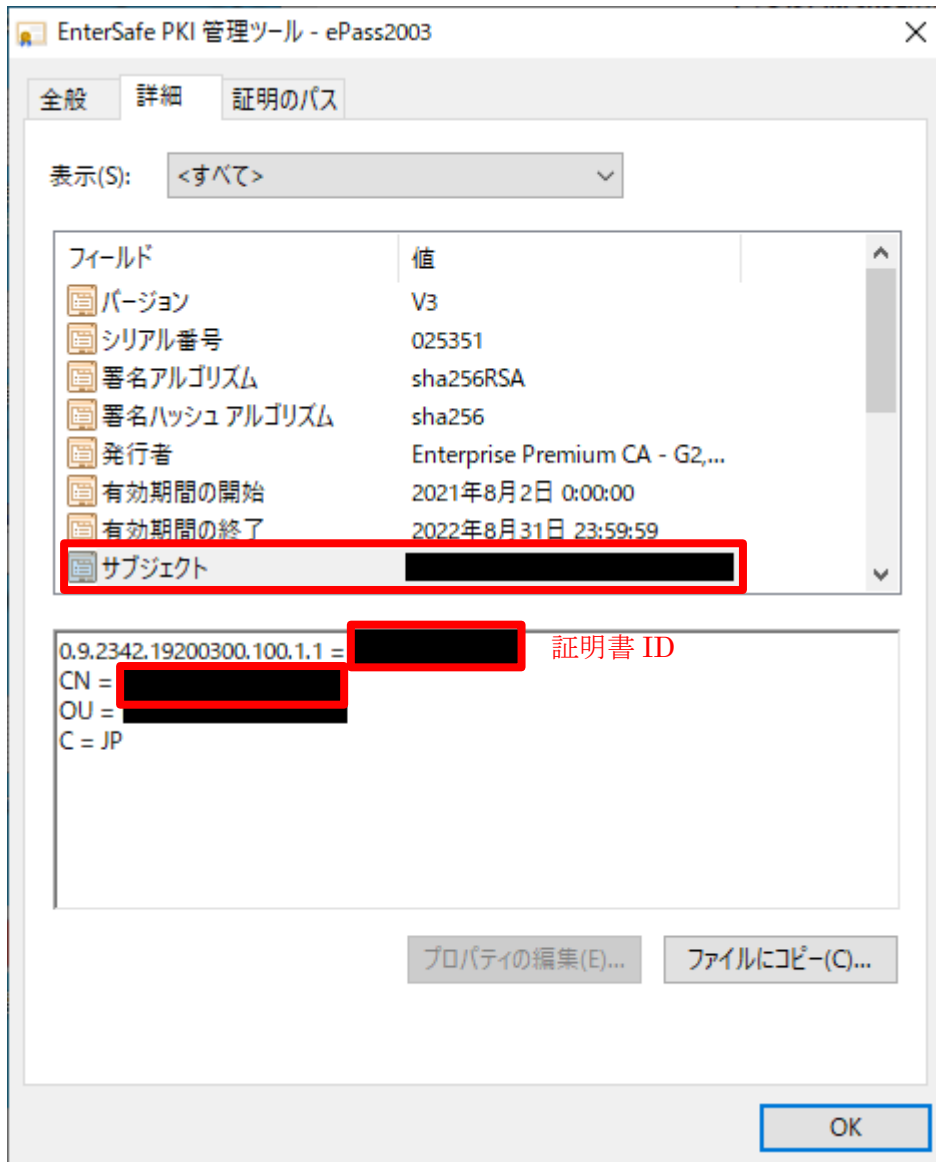 EnterSafe PKI 管理ツール - ePass2003
全般 詳細 証明のパス
表示(S): <すべて>
フィールド 値
バージョン V3
シリアル番号 025351
署名アルゴリズム sha256RSA
署名ハッシュ アルゴリズム sha256
発行者 Enterprise Premium CA - G2,...
有効期間の開始 2021年8月2日 0:00:00
有効期間の終了 2022年8月31日 23:59:59
サブジェクト
0.9.2342.19200300.100.1.1 = 証明書 ID
CN =
OU =
C = JP
プロパティの編集(E)... ファイルにコピー(C)...
OK